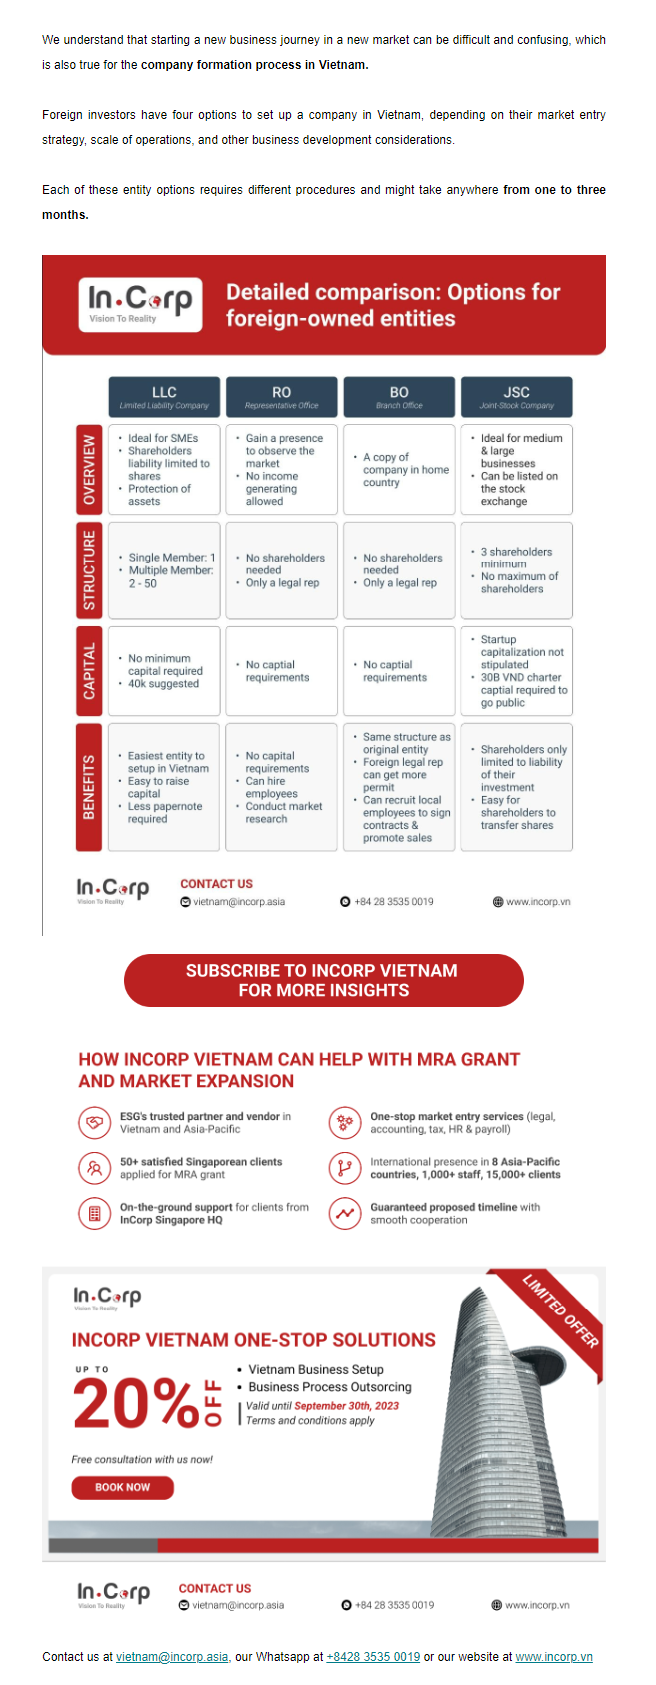 We understand that starting a new business journey in a new market can be difficult and confusing, which
is also true for the company formation process in Vietnam.
Foreign investors have four options to set up a company in Vietnam, depending on their market entry
strategy, scale of operations, and other business development considerations.
Each of these entity options requires different procedures and might take anywhere from one to three
months.
In.Corp
Vision To Reality
Detailed comparison: Options for
foreign-owned entities
LLC
Limited Liability Company
RO
Representative Office
BO
Branch Office
JSC
Joint-Stock Company
OVERVIEW
• Ideal for SMEs
• Shareholders
liability limited to
shares
• Protection of
assets
• Gain a presence
to observe the
market
• No income
generating
allowed
• A copy of
company in home
country
• Ideal for medium
& large
businesses
• Can be listed on
the stock
exchange
STRUCTURE
• Single Member: 1
• Multiple Member:
2 - 50
• No shareholders
needed
• Only a legal rep
• No shareholders
needed
• Only a legal rep
• 3 shareholders
minimum
• No maximum of
shareholders
CAPITAL
• No minimum
capital required
• 40k suggested
• No captial
requirements
• No captial
requirements
• Startup
capitalization not
stipulated
• 30B VND charter
captial required to
go public
BENEFITS
• Easiest entity to
setup in Vietnam
• Easy to raise
capital
• Less papernote
required
• No capital
requirements
• Can hire
employees
• Conduct market
research
• Same structure as
original entity
• Foreign legal rep
can get more
permit
• Can recruit local
employees to sign
contracts &
promote sales
• Shareholders only
limited to liability
of their
investment
• Easy for
shareholders to
transfer shares
In.Corp
Vision To Reality
CONTACT US
vietnam@incorp.asia
+84 28 3535 0019
www.incorp.vn
SUBSCRIBE TO INCORP VIETNAM
FOR MORE INSIGHTS
HOW INCORP VIETNAM CAN HELP WITH MRA GRANT
AND MARKET EXPANSION
ESG's trusted partner and vendor in
Vietnam and Asia-Pacific
One-stop market entry services (legal,
accounting, tax, HR & payroll)
50+ satisfied Singaporean clients
applied for MRA grant
International presence in 8 Asia-Pacific
countries, 1,000+ staff, 15,000+ clients
On-the-ground support for clients from
InCorp Singapore HQ
Guaranteed proposed timeline with
smooth cooperation
In.Corp
Vision To Reality
LIMITED OFFER
INCORP VIETNAM ONE-STOP SOLUTIONS
UP TO
20% OFF
• Vietnam Business Setup
• Business Process Outsorcing
Valid until September 30th, 2023
Terms and conditions apply
Free consultation with us now!
BOOK NOW
In.Corp
Vision To Reality
CONTACT US
vietnam@incorp.asia
+84 28 3535 0019
www.incorp.vn
Contact us at vietnam@incorp.asia, our Whatsapp at +8428 3535 0019 or our website at www.incorp.vn